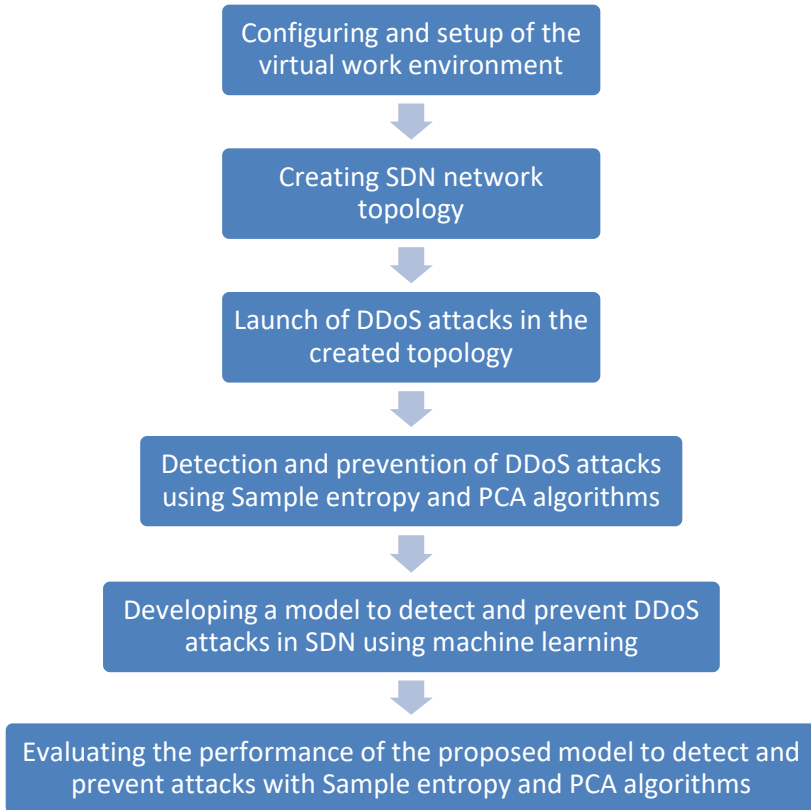 Configuring and setup of the
virtual work environment
Creating SDN network
topology
Launch of DDoS attacks in the
created topology
Detection and prevention of DDoS attacks
using Sample entropy and PCA algorithms
Developing a model to detect and prevent DDoS
attacks in SDN using machine learning
Evaluating the performance of the proposed model to detect and
prevent attacks with Sample entropy and PCA algorithms